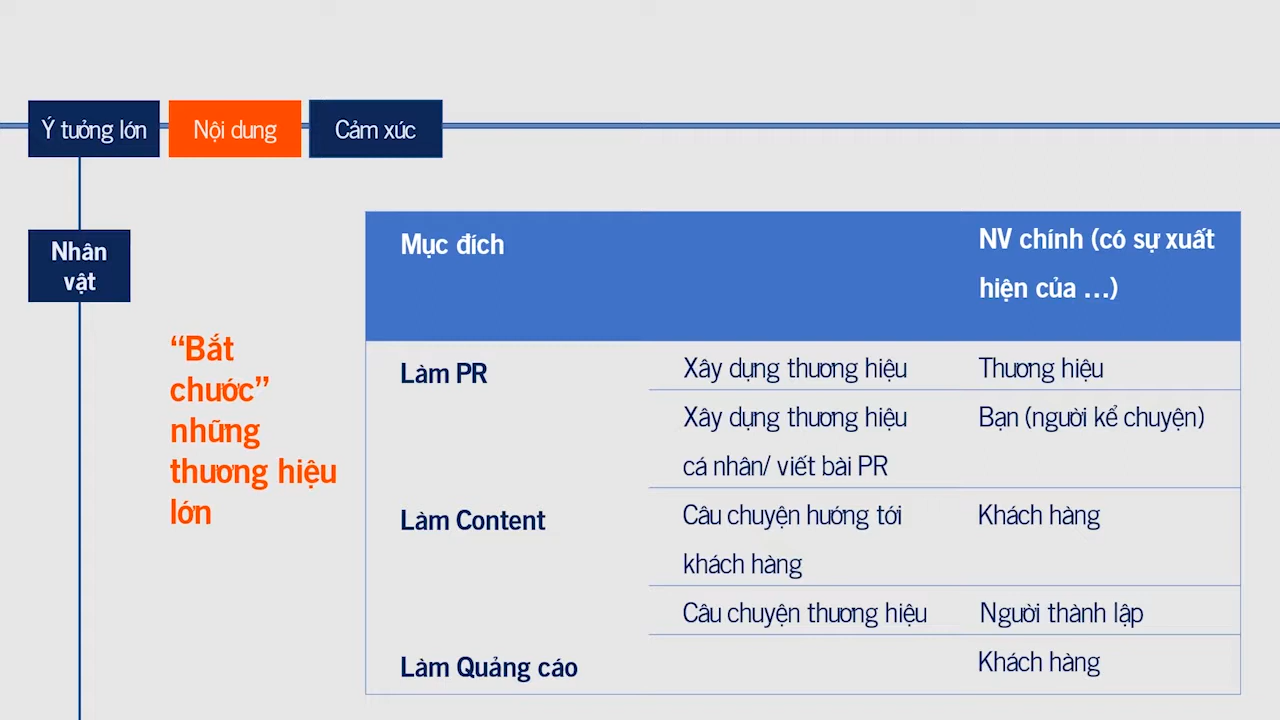 Ý tưởng lớn
Nội dung
Cảm xúc
Nhân
vật
“Bắt
chước”
những
thương hiệu
lớn
Mục đích
NV chính (có sự xuất
hiện của ...)
Làm PR
Xây dựng thương hiệu
Thương hiệu
Xây dựng thương hiệu
cá nhân/ viết bài PR
Bạn (người kể chuyện)
Làm Content
Câu chuyện hướng tới
khách hàng
Khách hàng
Câu chuyện thương hiệu
Người thành lập
Làm Quảng cáo
Khách hàng